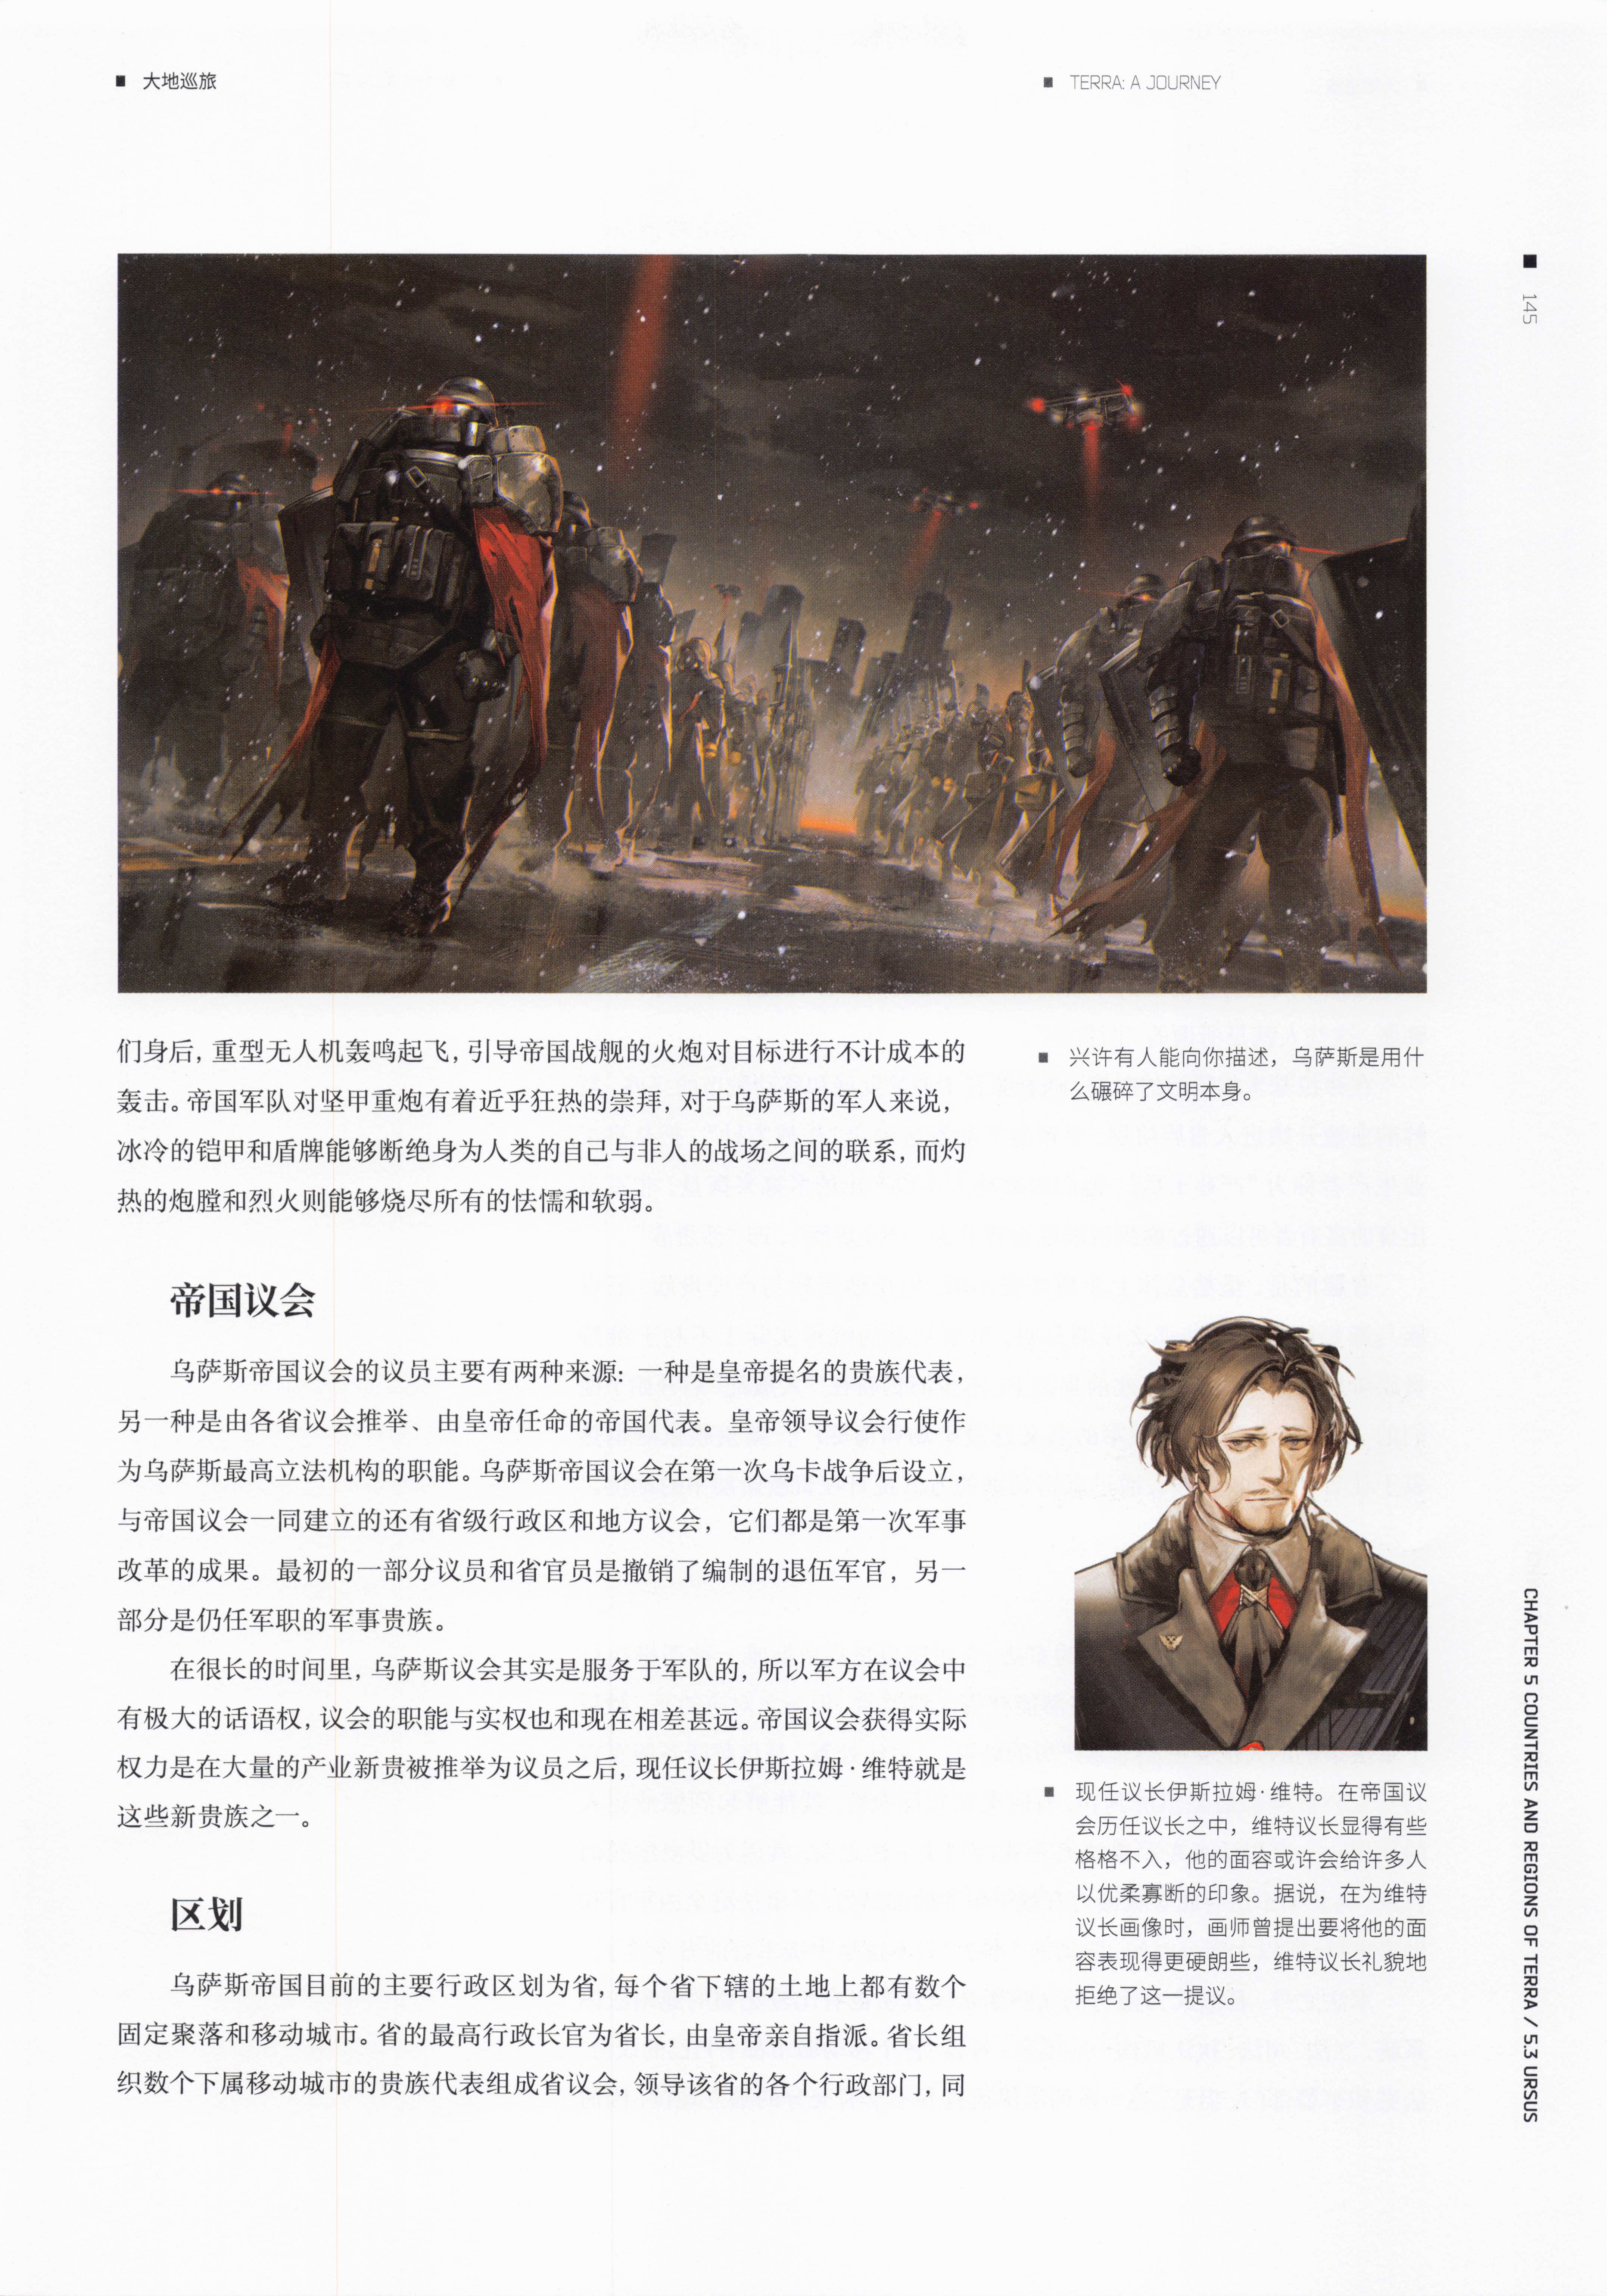 大地巡旅
TERRA: A JOURNEY
145
们身后，重型无人机轰鸣起飞，引导帝国战舰的火炮对目标进行不计成本的
轰击。帝国军队对坚甲重炮有着近乎狂热的崇拜，对于乌萨斯的军人来说，
冰冷的铠甲和盾牌能够断绝身为人类的自己与非人的战场之间的联系，而灼
热的炮膛和烈火则能够烧尽所有的怯懦和软弱。
兴许有人能向你描述，乌萨斯是用什
么碾碎了文明本身。
帝国议会
乌萨斯帝国议会的议员主要有两种来源：一种是皇帝提名的贵族代表，
另一种是由各省议会推举、由皇帝任命的帝国代表。皇帝领导议会行使作
为乌萨斯最高立法机构的职能。乌萨斯帝国议会在第一次乌卡战争后设立，
与帝国议会一同建立的还有省级行政区和地方议会，它们都是第一次军事
改革的成果。最初的一部分议员和省官员是撤销了编制的退伍军官，另一
部分是仍任军职的军事贵族。
在很长的时间里，乌萨斯议会其实是服务于军队的，所以军方在议会中
有极大的话语权，议会的职能与实权也和现在相差甚远。帝国议会获得实际
权力是在大量的产业新贵被推举为议员之后，现任议长伊斯拉姆·维特就是
这些新贵族之一。
现任议长伊斯拉姆·维特。在帝国议
会历任议长之中，维特议长显得有些
格格不入，他的面容或许会给许多人
以优柔寡断的印象。据说，在为维特
议长画像时，画师曾提出要将他的面
容表现得更硬朗些，维特议长礼貌地
拒绝了这一提议。
区划
乌萨斯帝国目前的主要行政区划为省，每个省下辖的土地上都有数个
固定聚落和移动城市。省的最高行政长官为省长，由皇帝亲自指派。省长组
织数个下属移动城市的贵族代表组成省议会，领导该省的各个行政部门，同
CHAPTER 5 COUNTRIES AND REGIONS OF TERRA / 5.3 URSUS